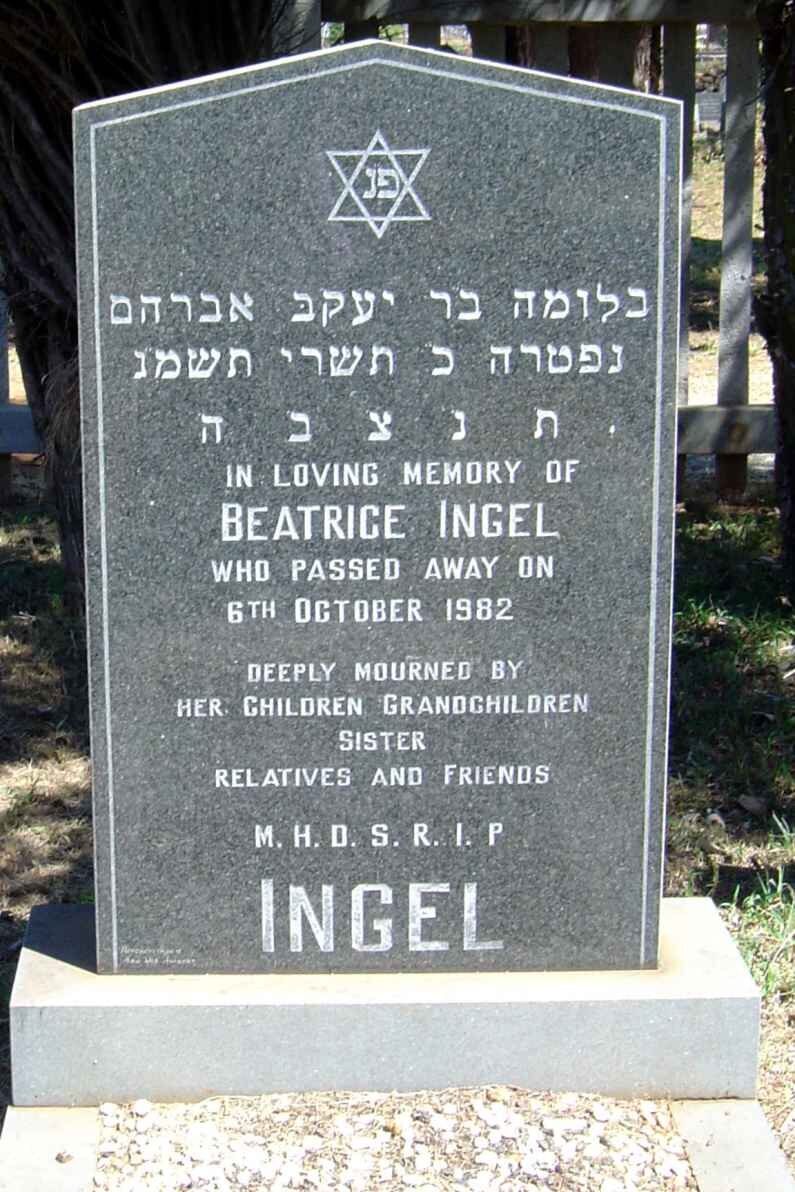 פנ
בלומה בר יעקב אברהם
נפטרה כ תשרי תשמנ
ת נ צ ב ה
IN LOVING MEMORY OF
BEATRICE INGEL
WHO PASSED AWAY ON
6TH OCTOBER 1982
DEEPLY MOURNED BY
HER CHILDREN GRANDCHILDREN
SISTER
RELATIVES AND FRIENDS
M. H. D. S. R. I. P
INGEL